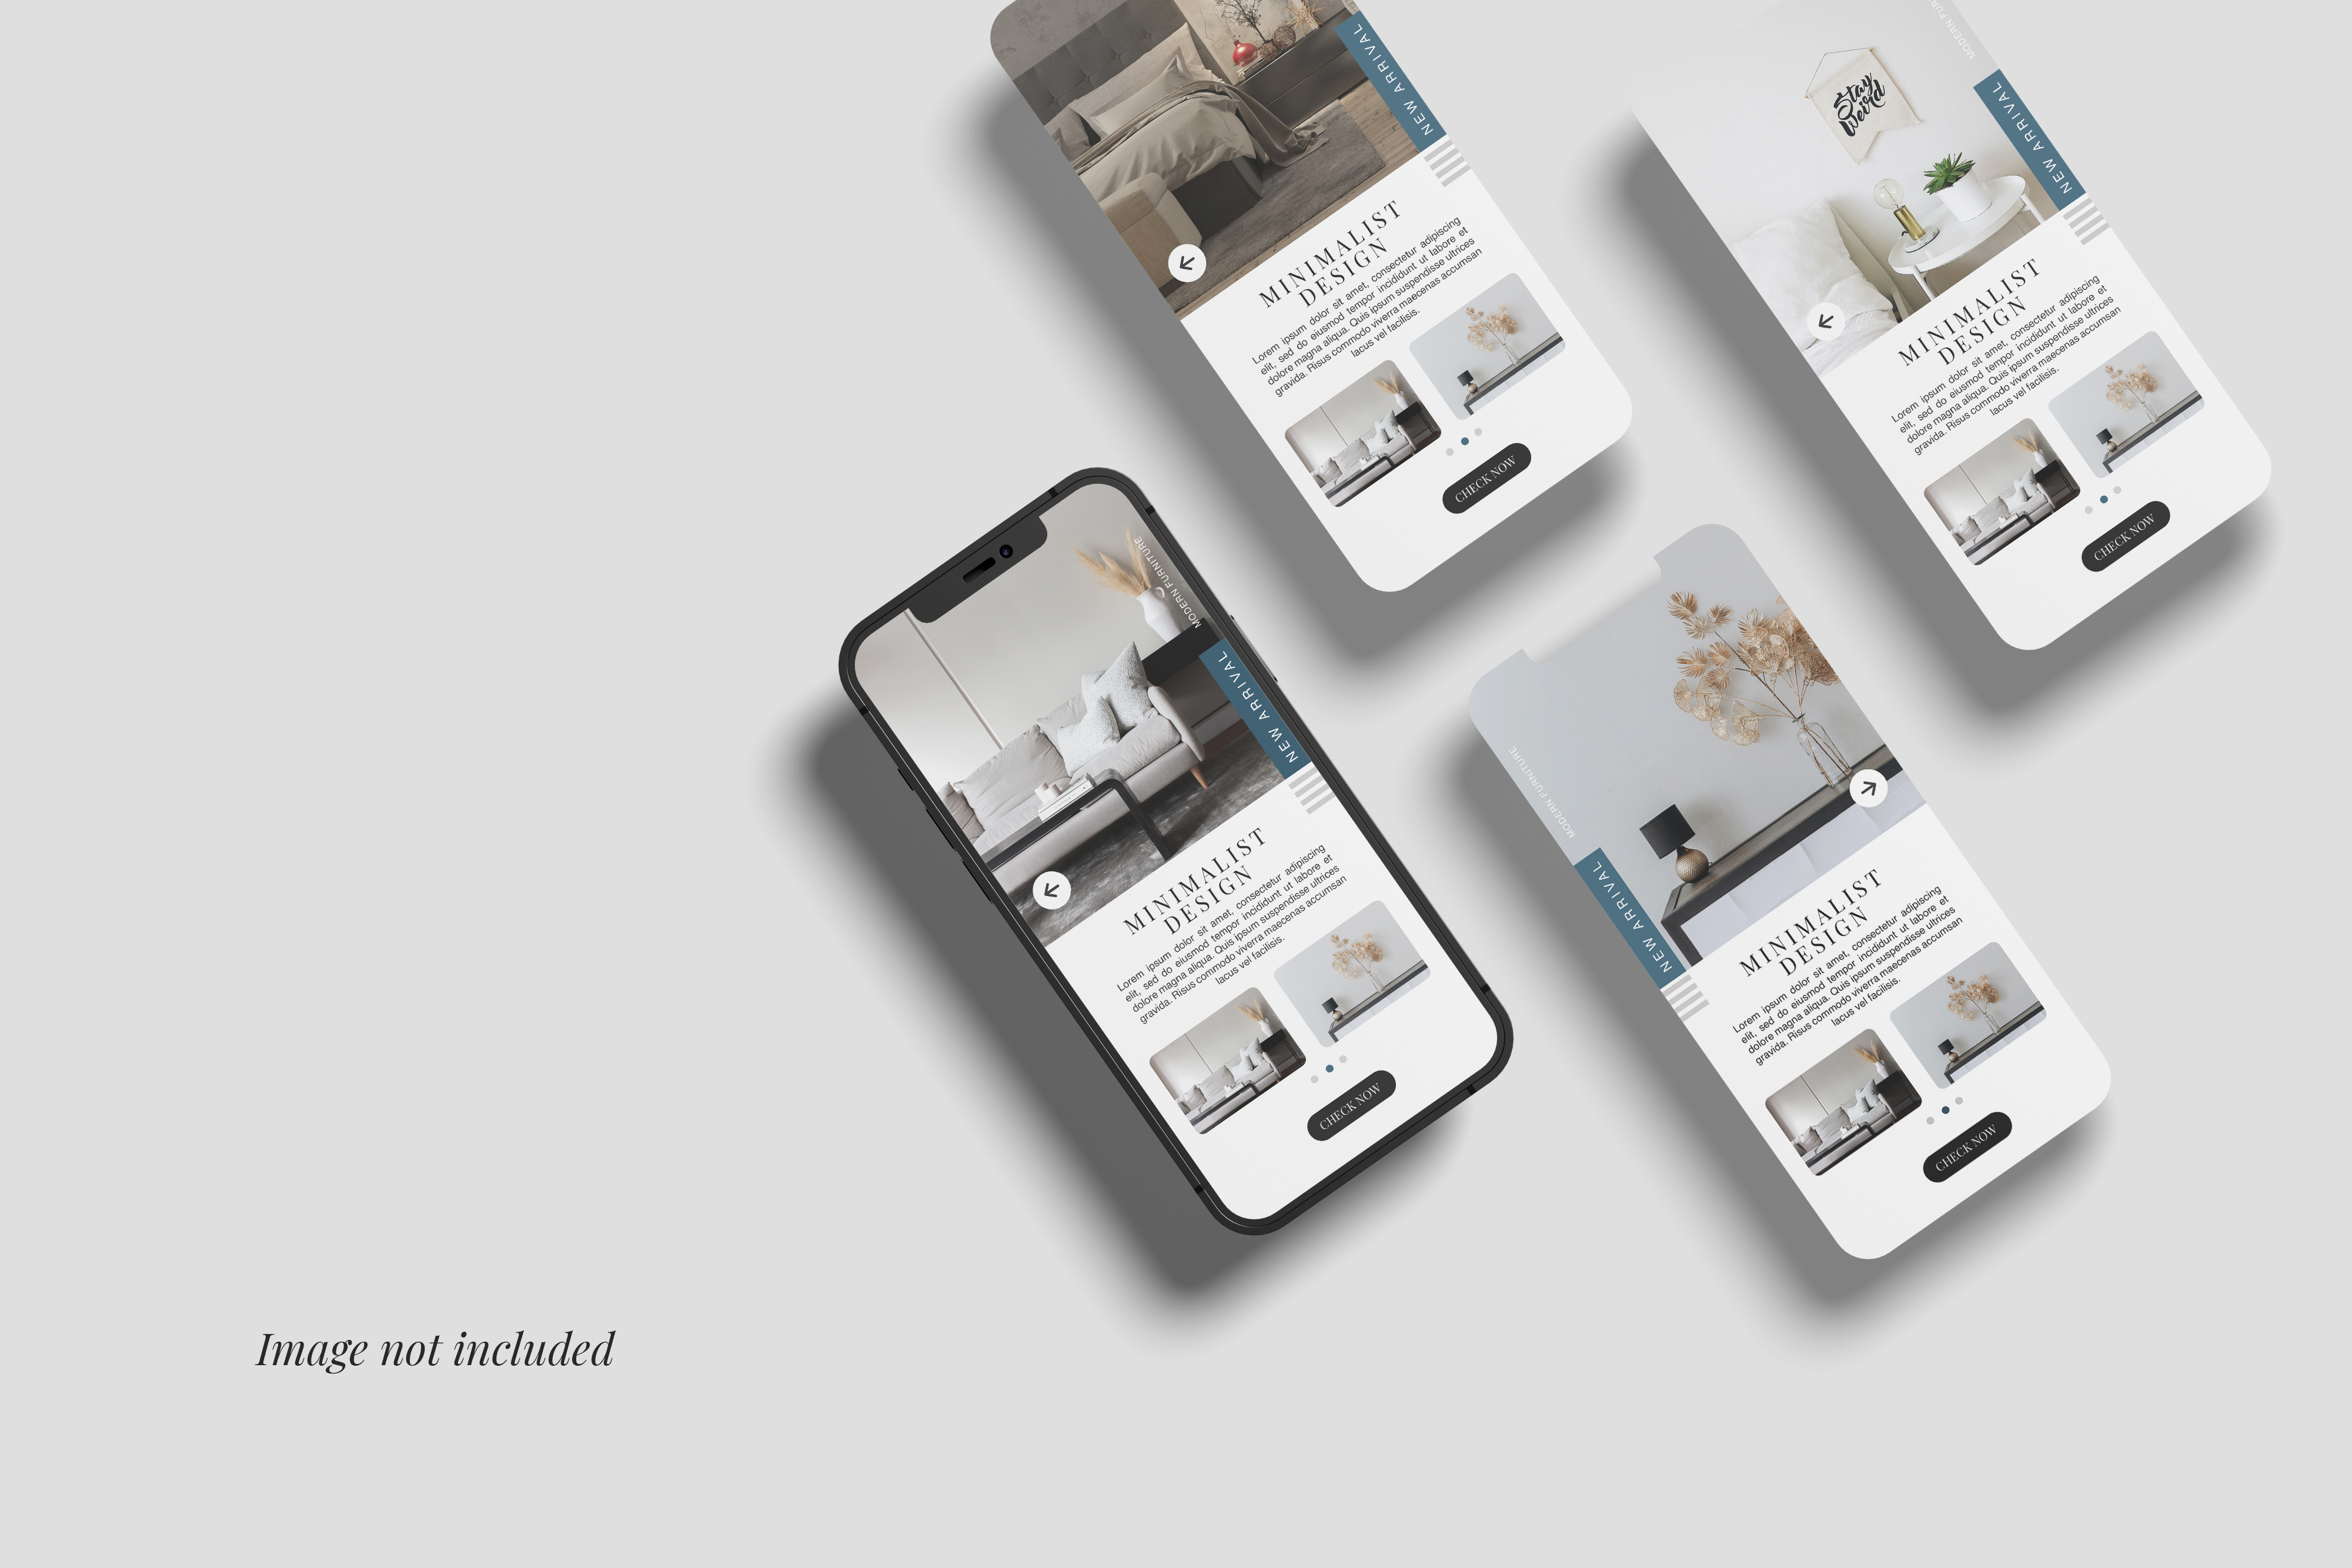 NEW ARRIVAL
MINIMALIST
DESIGN
Lorem ipsum dolor sit amet, consectetur adipiscing
elit, sed do eiusmod tempor incididunt ut labore et
dolore magna aliqua. Quis ipsum suspendisse ultrices
gravida. Risus commodo viverra maecenas accumsan
lacus vel facilisis.
CHECK NOW
MODERN FUR
Stay
Weird
NEW ARRIVAL
MINIMALIST
DESIGN
Lorem ipsum dolor sit amet, consectetur adipiscing
elit, sed do eiusmod tempor incididunt ut labore et
dolore magna aliqua. Quis ipsum suspendisse ultrices
gravida. Risus commodo viverra maecenas accumsan
lacus vel facilisis.
CHECK NOW
MODERN FURNITURE
NEW ARRIVAL
MINIMALIST
DESIGN
Lorem ipsum dolor sit amet, consectetur adipiscing
elit, sed do eiusmod tempor incididunt ut labore et
dolore magna aliqua. Quis ipsum suspendisse ultrices
gravida. Risus commodo viverra maecenas accumsan
lacus vel facilisis.
CHECK NOW
MODERN FURNITURE
NEW ARRIVAL
MINIMALIST
DESIGN
Lorem ipsum dolor sit amet, consectetur adipiscing
elit, sed do eiusmod tempor incididunt ut labore et
dolore magna aliqua. Quis ipsum suspendisse ultrices
gravida. Risus commodo viverra maecenas accumsan
lacus vel facilisis.
CHECK NOW
Image not included